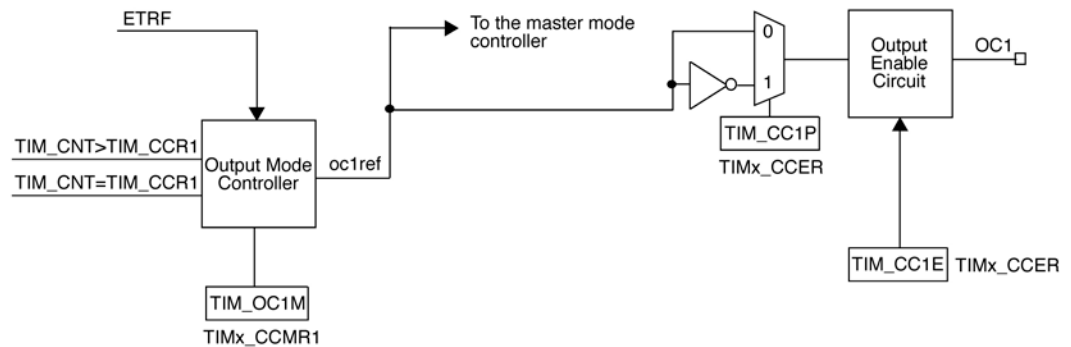 ETRF
To the master mode
controller
0
1
Output
Enable
Circuit
OC1
TIM_CNT>TIM_CCR1
TIM_CNT=TIM_CCR1
Output Mode
Controller
oc1ref
TIM_CC1P
TIMx_CCER
TIM_CC1E
TIMx_CCER
TIM_OC1M
TIMx_CCMR1